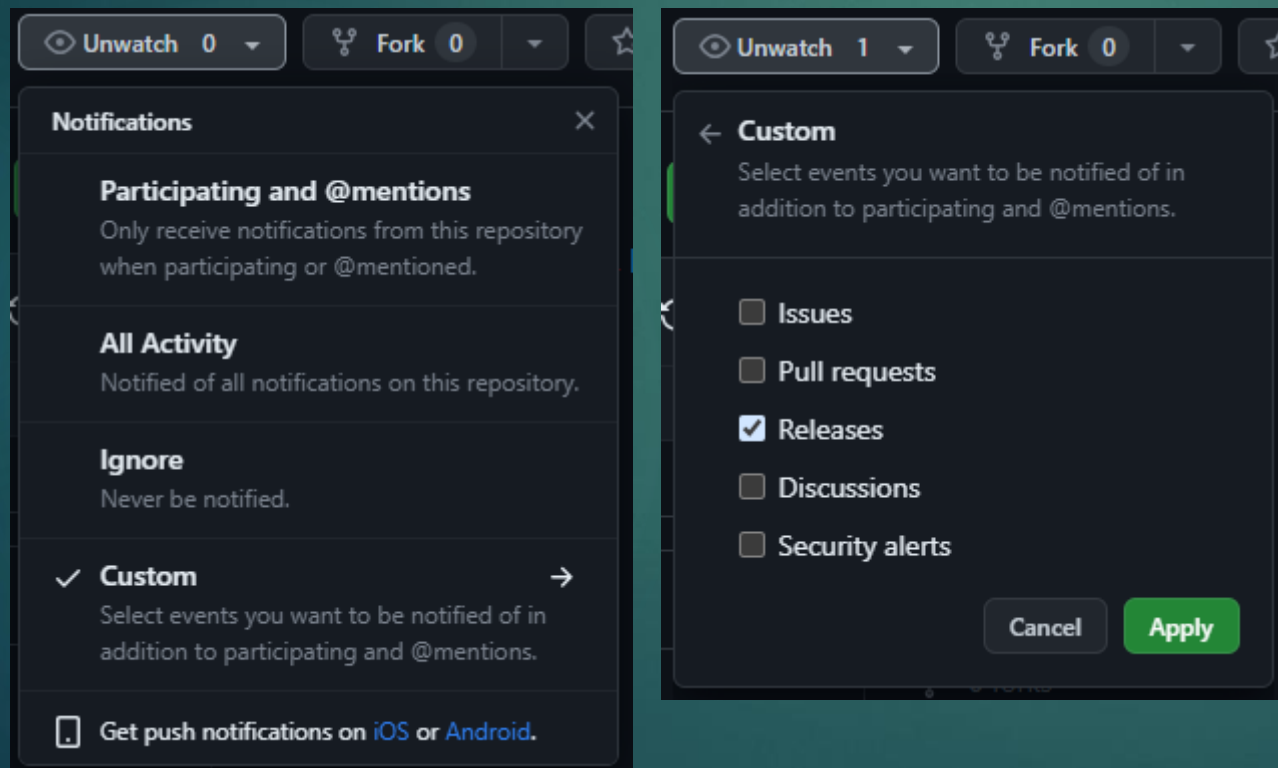 Unwatch 0
Fork 0
Notifications
Participating and @mentions
Only receive notifications from this repository
when participating or @mentioned.
All Activity
Notified of all notifications on this repository.
Ignore
Never be notified.
Custom
Select events you want to be notified of in
addition to participating and @mentions.
Get push notifications on iOS or Android.
Unwatch 1
Fork 0
Custom
Select events you want to be notified of in
addition to participating and @mentions.
Issues
Pull requests
Releases
Discussions
Security alerts
Cancel Apply